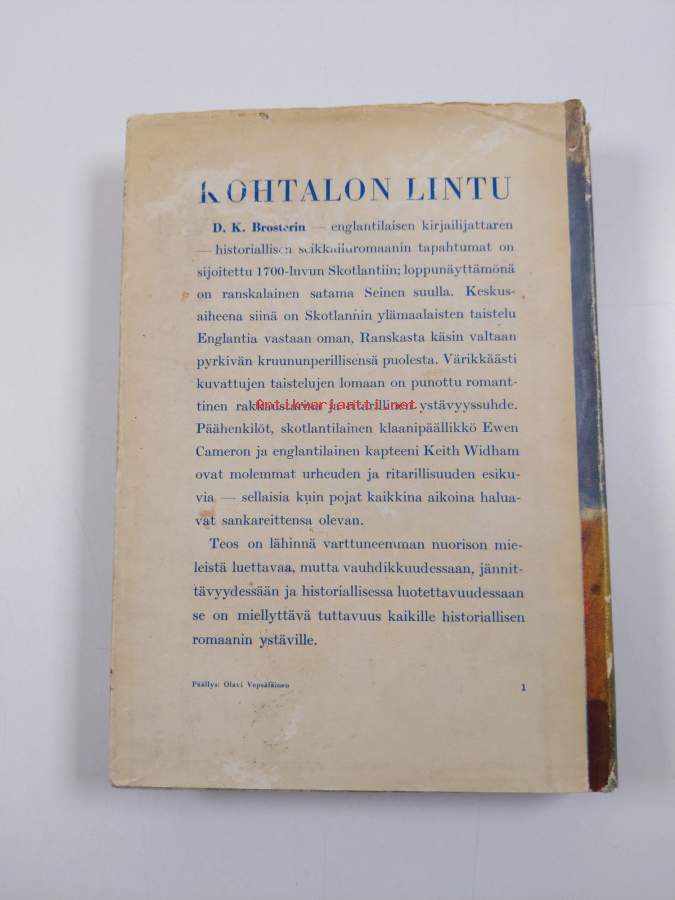 KOHTALON LINTU
D. K. Brosterin — englantilaisen kirjailijattaren
— historiallisen seikkailuromaanin tapahtumat on
sijoitettu 1700-luvun Skotlantiin; loppunäyttämönä
on ranskalainen satama Seinen suulla. Keskus-
aiheena siinä on Skotlannin ylämaalaisten taistelu
Englantia vastaan oman, Ranskasta käsin valtaan
pyrkivän kruununperillisensä puolesta. Värikkäästi
kuvattujen taistelujen lomaan on punottu romant-
tinen rakkaustarina ja ritarillinen ystävyyssuhde.
Antikvariaatti.net
Päähenkilöt, skotlantilainen klaanipäällikkö Ewen
Cameron ja englantilainen kapteeni Keith Widham
ovat molemmat urheuden ja ritarillisuuden esiku-
via — sellaisia kuin pojat kaikkina aikoina halua-
vat sankareittensa olevan.
Teos on lähinnä varttuneemman nuorison mie-
leistä luettavaa, mutta vauhdikkuudessaan, jännit-
tävyydessään ja historiallisessa luotettavuudessaan
se on miellyttävä tuttavuus kaikille historiallisen
romaanin ystäville.
Päällys: Olavi Vepsäläinen 1